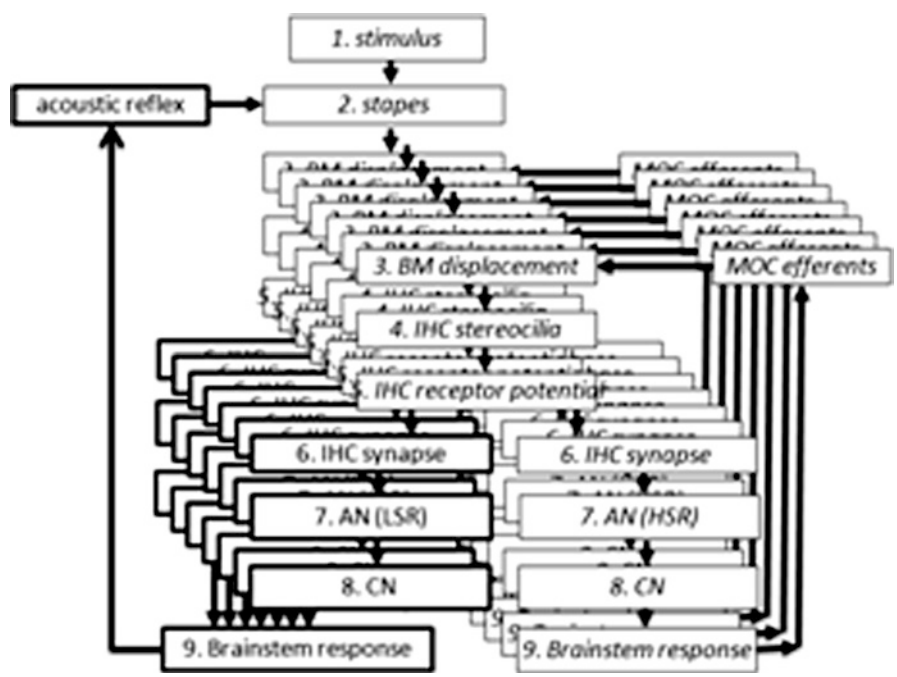 1. stimulus
acoustic reflex
2. stapes
MOC efferents
3. BM displacement
4. IHC stereocilia
5. IHC receptor potential
6. IHC synapse
6. IHC synapse
7. AN (LSR)
7. AN (HSR)
8. CN
8. CN
9. Brainstem response
9. Brainstem response